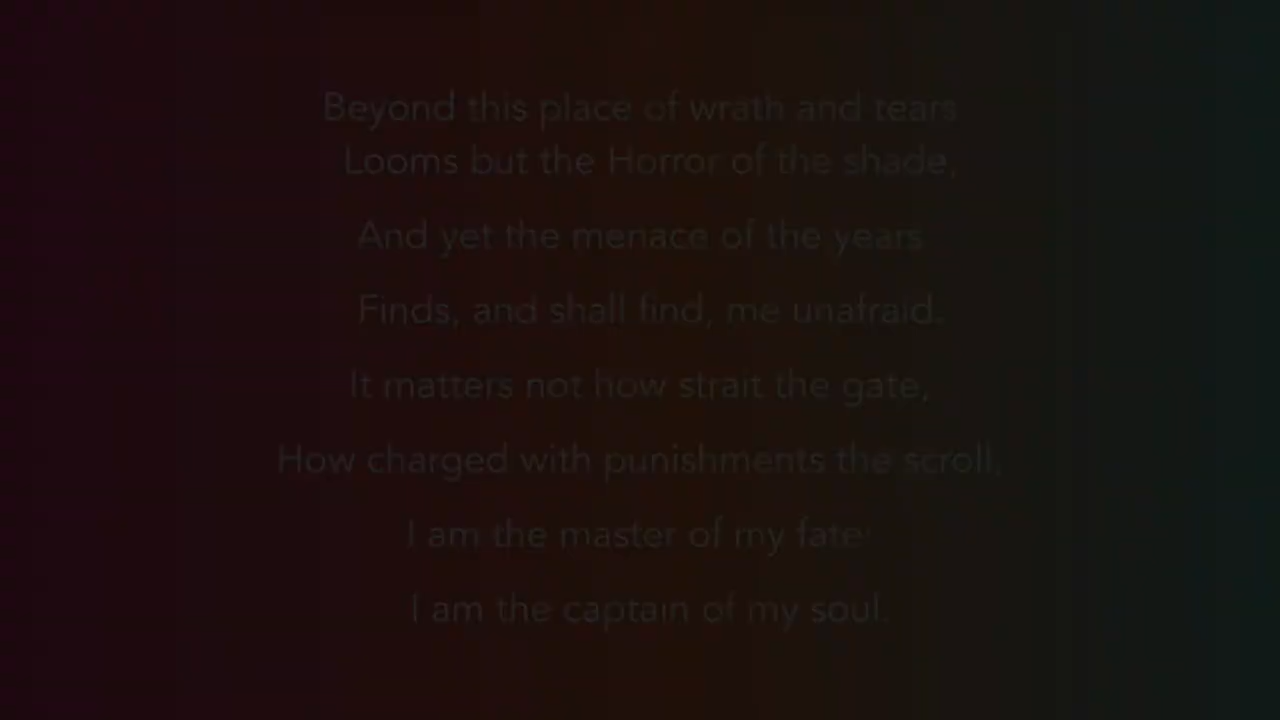 Beyond this place of wrath and tears
Looms but the Horror of the shade,
And yet the menace of the years
Finds, and shall find, me unafraid.
It matters not how strait the gate,
How charged with punishments the scroll,
I am the master of my fate:
I am the captain of my soul.